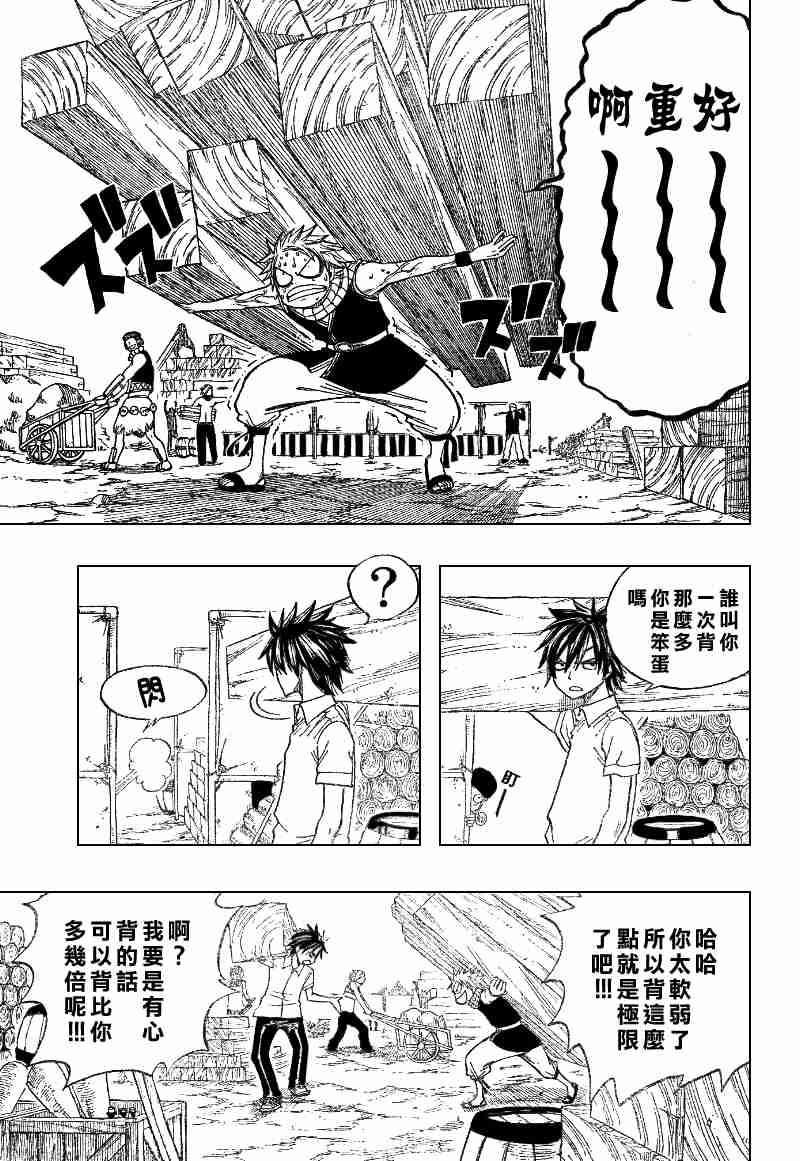 好重啊~~~
ズズ
ズズ
誰叫你
一次背
那麼多
你是笨蛋
嗎
盯ー
?
閃
哈哈
你太軟弱了
所以背這麼
點就是極限
了吧!!!
啊?
我要是有心
背的話
可以背比你
多幾倍呢!!!